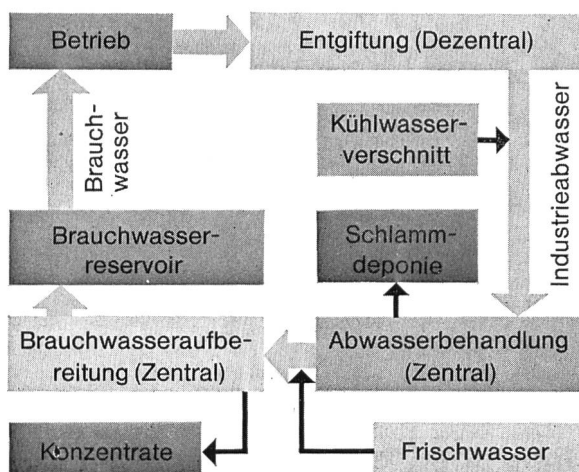 Betrieb
Entgiftung (Dezentral)
Kühlwasser-
verschnitt
Brauch-
wasser
Industrieabwasser
Brauchwasser-
reservoir
Schlamm-
deponie
Brauchwasseraufbe-
reitung (Zentral)
Abwasserbehandlung
(Zentral)
Konzentrate
Frischwasser